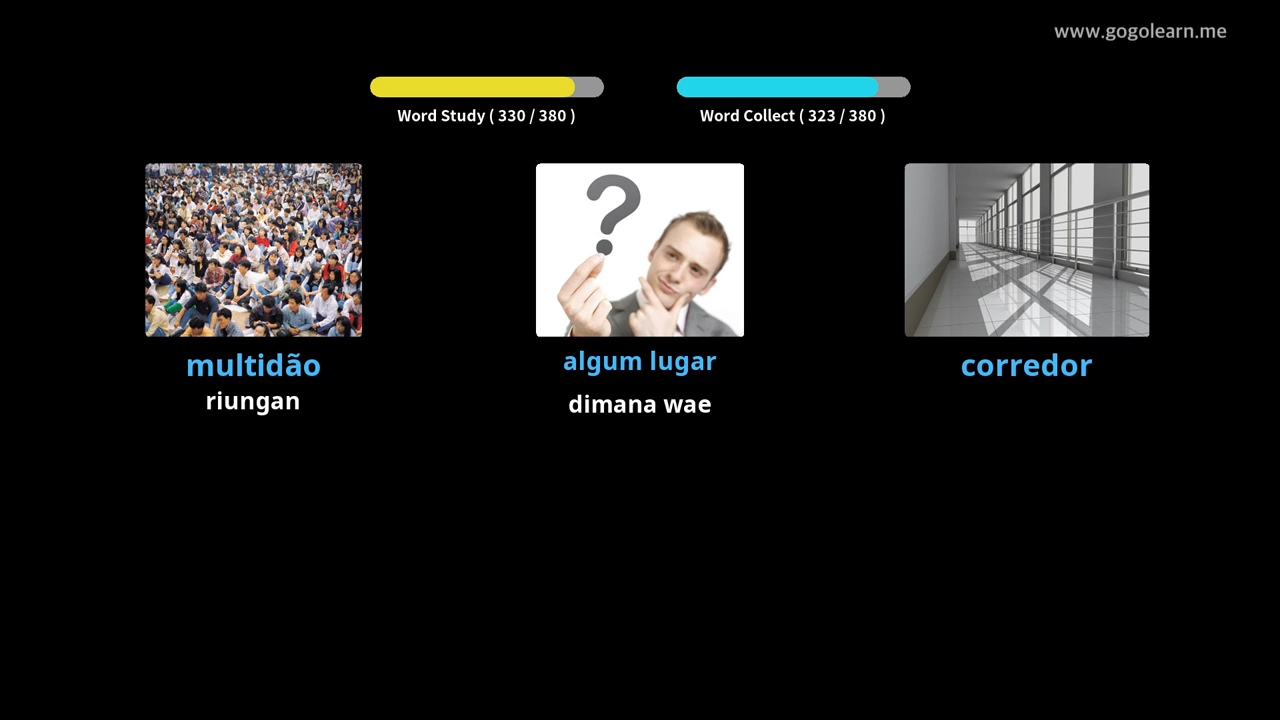 www.gogolearn.me
Word Study ( 330 / 380 )
Word Collect ( 323 / 380 )
multidão
riungan
algum lugar
dimana wae
corredor